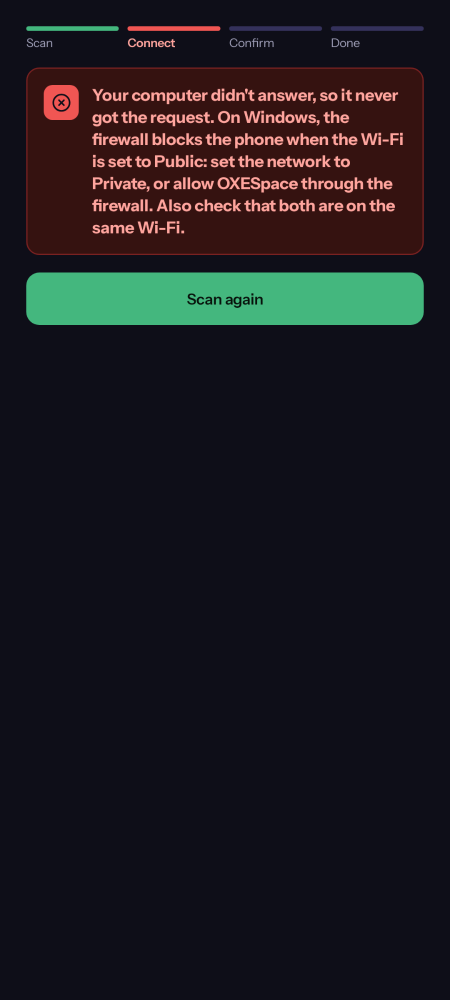 Scan
Connect
Confirm
Done
Your computer didn't answer, so it never
got the request. On Windows, the
firewall blocks the phone when the Wi-Fi
is set to Public: set the network to
Private, or allow OXESpace through the
firewall. Also check that both are on the
same Wi-Fi.
Scan again